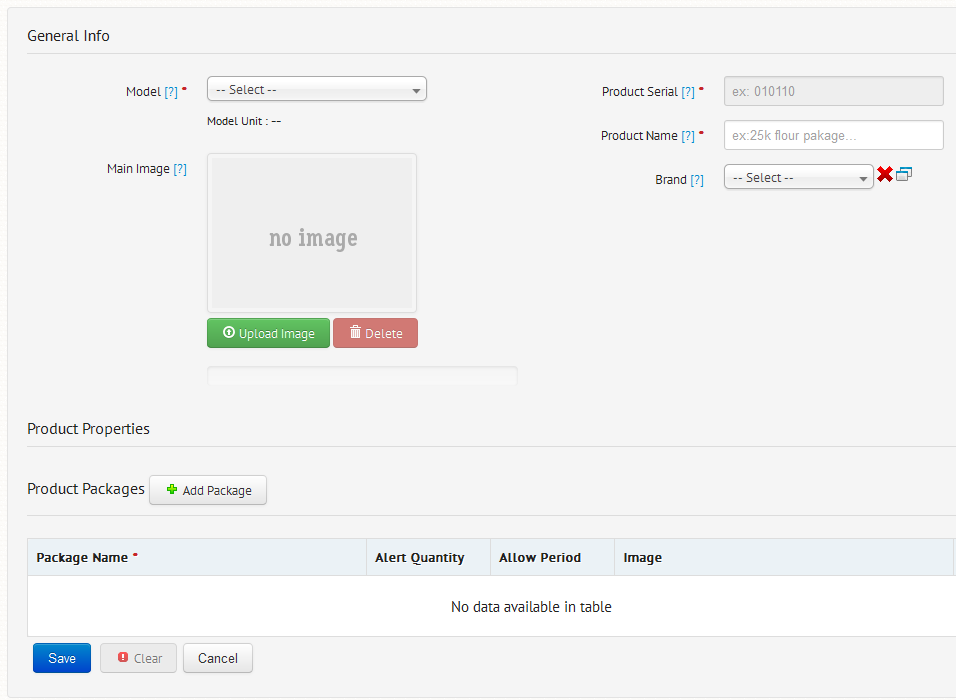 General Info
Model [?] *
-- Select --
Model Unit : --
Main Image [?]
no image
Upload Image
Delete
Product Serial [?] *
ex: 010110
Product Name [?] *
ex:25k flour pakage...
Brand [?]
-- Select --
Product Properties
Product Packages
Add Package
Package Name * Alert Quantity Allow Period Image
No data available in table
Save
Clear
Cancel